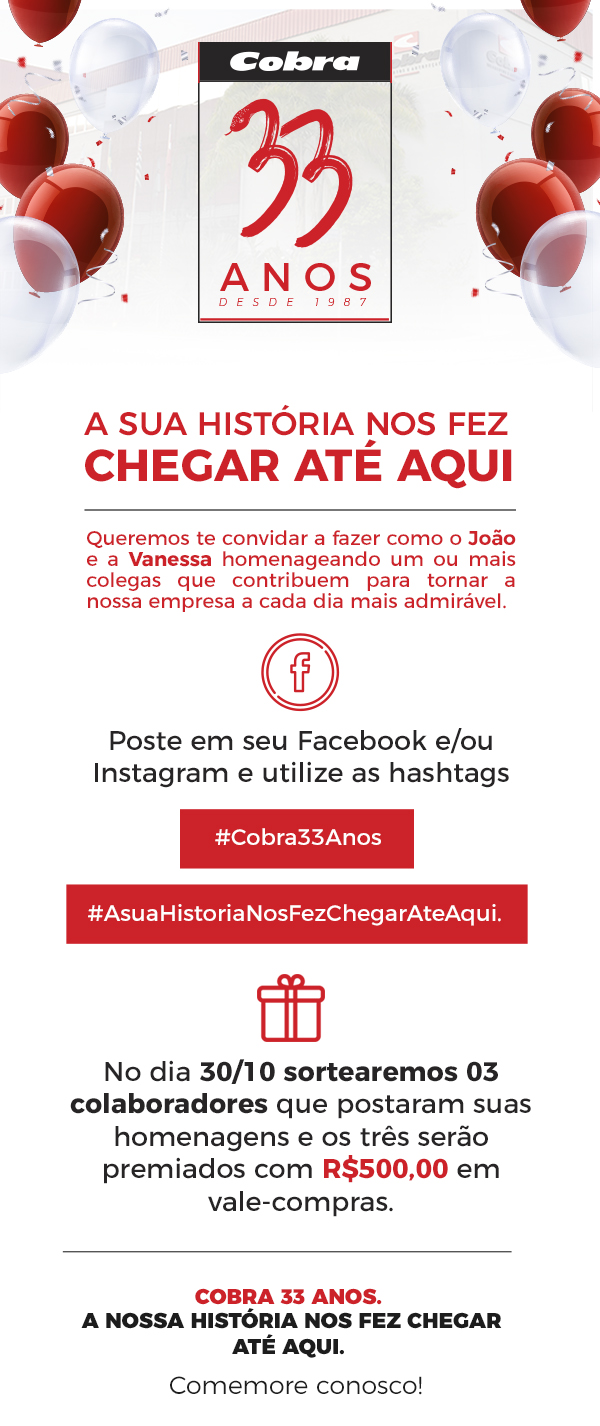 Cobra
33
ANOS
DESDE 1987
A SUA HISTÓRIA NOS FEZ
CHEGAR ATÉ AQUI
Queremos te convidar a fazer como o João
e a Vanessa homenageando um ou mais
colegas que contribuem para tornar a
nossa empresa a cada dia mais admirável.
Poste em seu Facebook e/ou
Instagram e utilize as hashtags
#Cobra33Anos
#AsuaHistoriaNosFezChegarAteAqui.
No dia 30/10 sortearemos 03
colaboradores que postaram suas
homenagens e os três serão
premiados com R$500,00 em
vale-compras.
COBRA 33 ANOS.
A NOSSA HISTÓRIA NOS FEZ CHEGAR
ATÉ AQUI.
Comemore conosco!